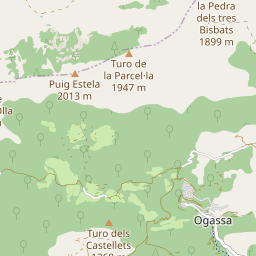 la Pedra
dels tres
Bisbats
1899 m
Turo de
la Parcel·la
1947 m
Puig Estela
2013 m
Ogassa
Turo dels
Castellets